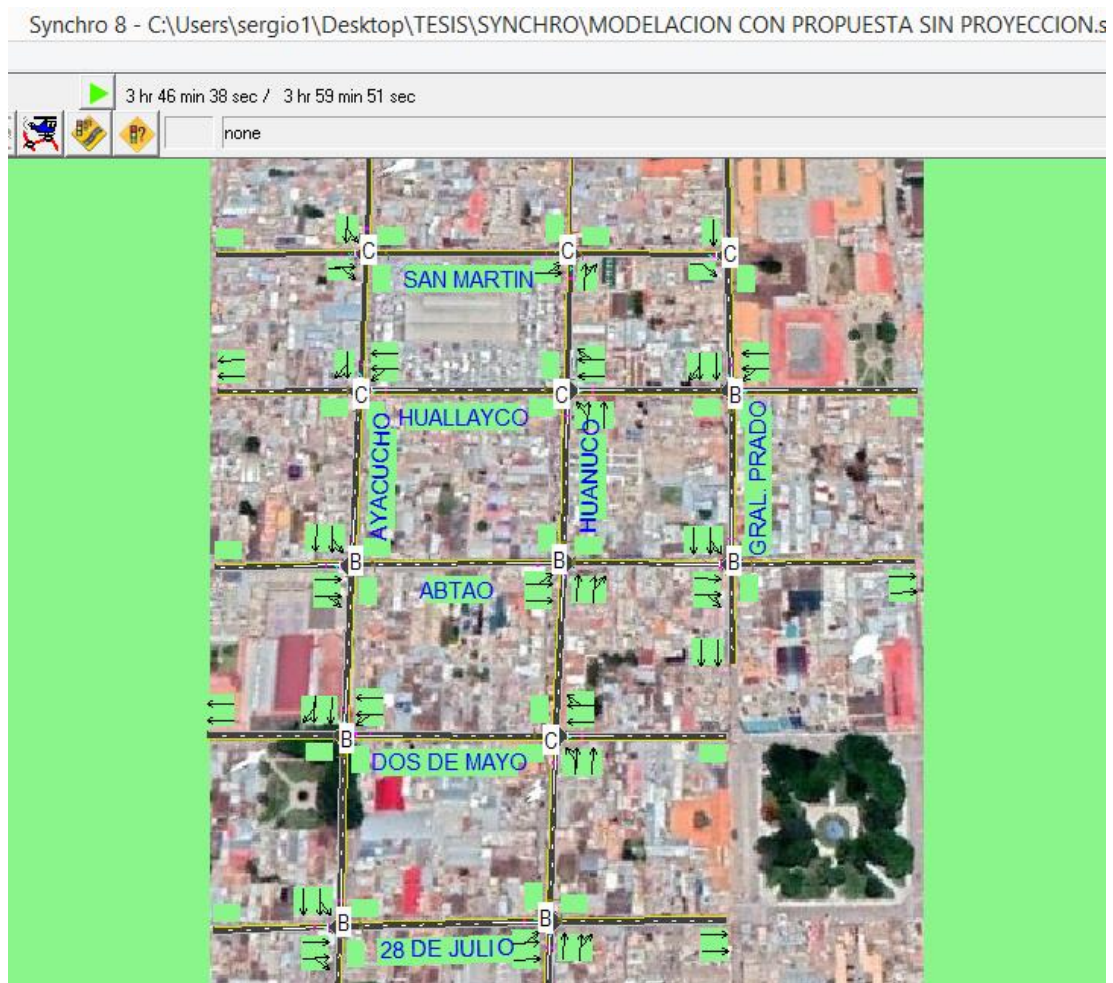 Synchro 8 - C:\Users\sergio1\Desktop\TESIS\SYNCHRO\MODELACION CON PROPUESTA SIN PROYECCION.s
3 hr 46 min 38 sec / 3 hr 59 min 51 sec
none
C C C
SAN MARTIN
C C B
HUALLAYCO
AYACUCHO
HUANUCO
GRAL. PRADO
B B B
ABTAO
B C
DOS DE MAYO
B B
28 DE JULIO